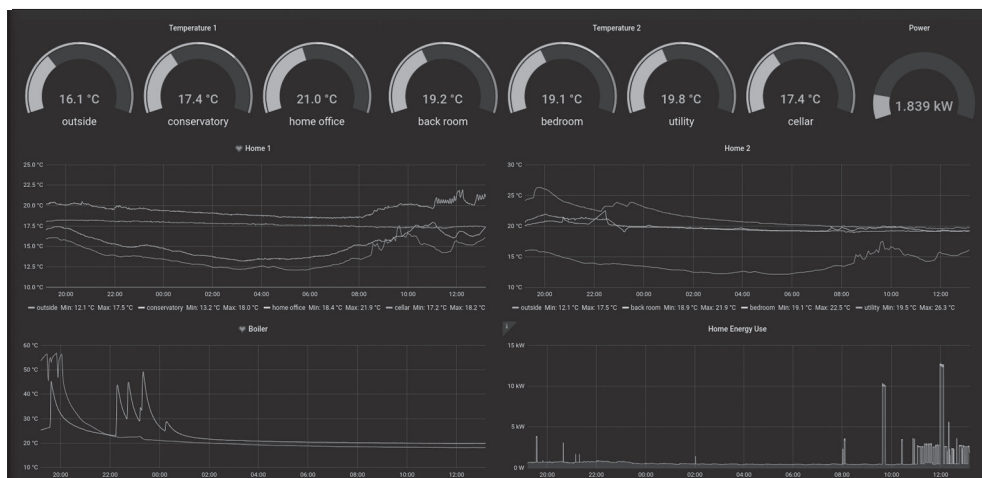 Temperature 1
Temperature 2
Power
16.1 °C
17.4 °C
21.0 °C
19.2 °C
19.1 °C
19.8 °C
17.4 °C
1.839 kW
outside
conservatory
home office
back room
bedroom
utility
cellar
Home 1
Home 2
25.0 °C
22.5 °C
20.0 °C
17.5 °C
15.0 °C
12.5 °C
10.0 °C
20:00 22:00 00:00 02:00 04:00 06:00 08:00 10:00 12:00
outside Min: 12.1 °C Max: 17.5 °C conservatory Min: 13.2 °C Max: 18.0 °C home office Min: 18.4 °C Max: 21.9 °C cellar Min: 17.2 °C Max: 18.2 °C
30 °C
25 °C
20 °C
15 °C
10 °C
20:00 22:00 00:00 02:00 04:00 06:00 08:00 10:00 12:00
outside Min: 12.1 °C Max: 17.5 °C back room Min: 18.9 °C Max: 21.9 °C bedroom Min: 19.1 °C Max: 22.5 °C utility Min: 19.5 °C Max: 26.3 °C
Boiler
Home Energy Use
60 °C
50 °C
40 °C
30 °C
20 °C
10 °C
20:00 22:00 00:00 02:00 04:00 06:00 08:00 10:00 12:00
i
15 kW
10 kW
5 kW
0 W
20:00 22:00 00:00 02:00 04:00 06:00 08:00 10:00 12:00